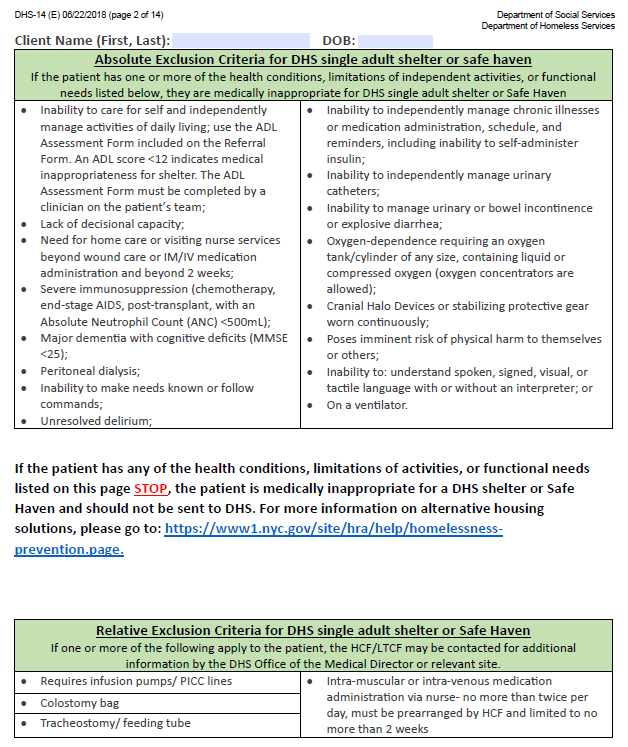 DHS-14 (E) 06/22/2018 (page 2 of 14)
Department of Social Services
Department of Homeless Services
Client Name (First, Last):
DOB:
Absolute Exclusion Criteria for DHS single adult shelter or safe haven
If the patient has one or more of the health conditions, limitations of independent activities, or functional
needs listed below, they are medically inappropriate for DHS single adult shelter or Safe Haven
• Inability to care for self and independently
manage activities of daily living; use the ADL
Assessment Form included on the Referral
Form. An ADL score <12 indicates medical
inappropriateness for shelter. The ADL
Assessment Form must be completed by a
clinician on the patient's team;
• Lack of decisional capacity;
• Need for home care or visiting nurse services
beyond wound care or IM/IV medication
administration and beyond 2 weeks;
• Severe immunosuppression (chemotherapy,
end-stage AIDS, post-transplant, with an
Absolute Neutrophil Count (ANC) <500mL);
• Major dementia with cognitive deficits (MMSE
<25);
• Peritoneal dialysis;
• Inability to make needs known or follow
commands;
• Unresolved delirium;
• Inability to independently manage chronic illnesses
or medication administration, schedule, and
reminders, including inability to self-administer
insulin;
• Inability to independently manage urinary
catheters;
• Inability to manage urinary or bowel incontinence
or explosive diarrhea;
• Oxygen-dependence requiring an oxygen
tank/cylinder of any size, containing liquid or
compressed oxygen (oxygen concentrators are
allowed);
• Cranial Halo Devices or stabilizing protective gear
worn continuously;
• Poses imminent risk of physical harm to themselves
or others;
• Inability to: understand spoken, signed, visual, or
tactile language with or without an interpreter; or
• On a ventilator.
If the patient has any of the health conditions, limitations of activities, or functional needs
listed on this page STOP, the patient is medically inappropriate for a DHS shelter or Safe
Haven and should not be sent to DHS. For more information on alternative housing
solutions, please go to: https://www1.nyc.gov/site/hra/help/homelessness-
prevention.page.
Relative Exclusion Criteria for DHS single adult shelter or Safe Haven
If one or more of the following apply to the patient, the HCF/LTCF may be contacted for additional
information by the DHS Office of the Medical Director or relevant site.
• Requires infusion pumps/ PICC lines
• Colostomy bag
• Tracheostomy/ feeding tube
• Intra-muscular or intra-venous medication
administration via nurse- no more than twice per
day, must be prearranged by HCF and limited to no
more than 2 weeks